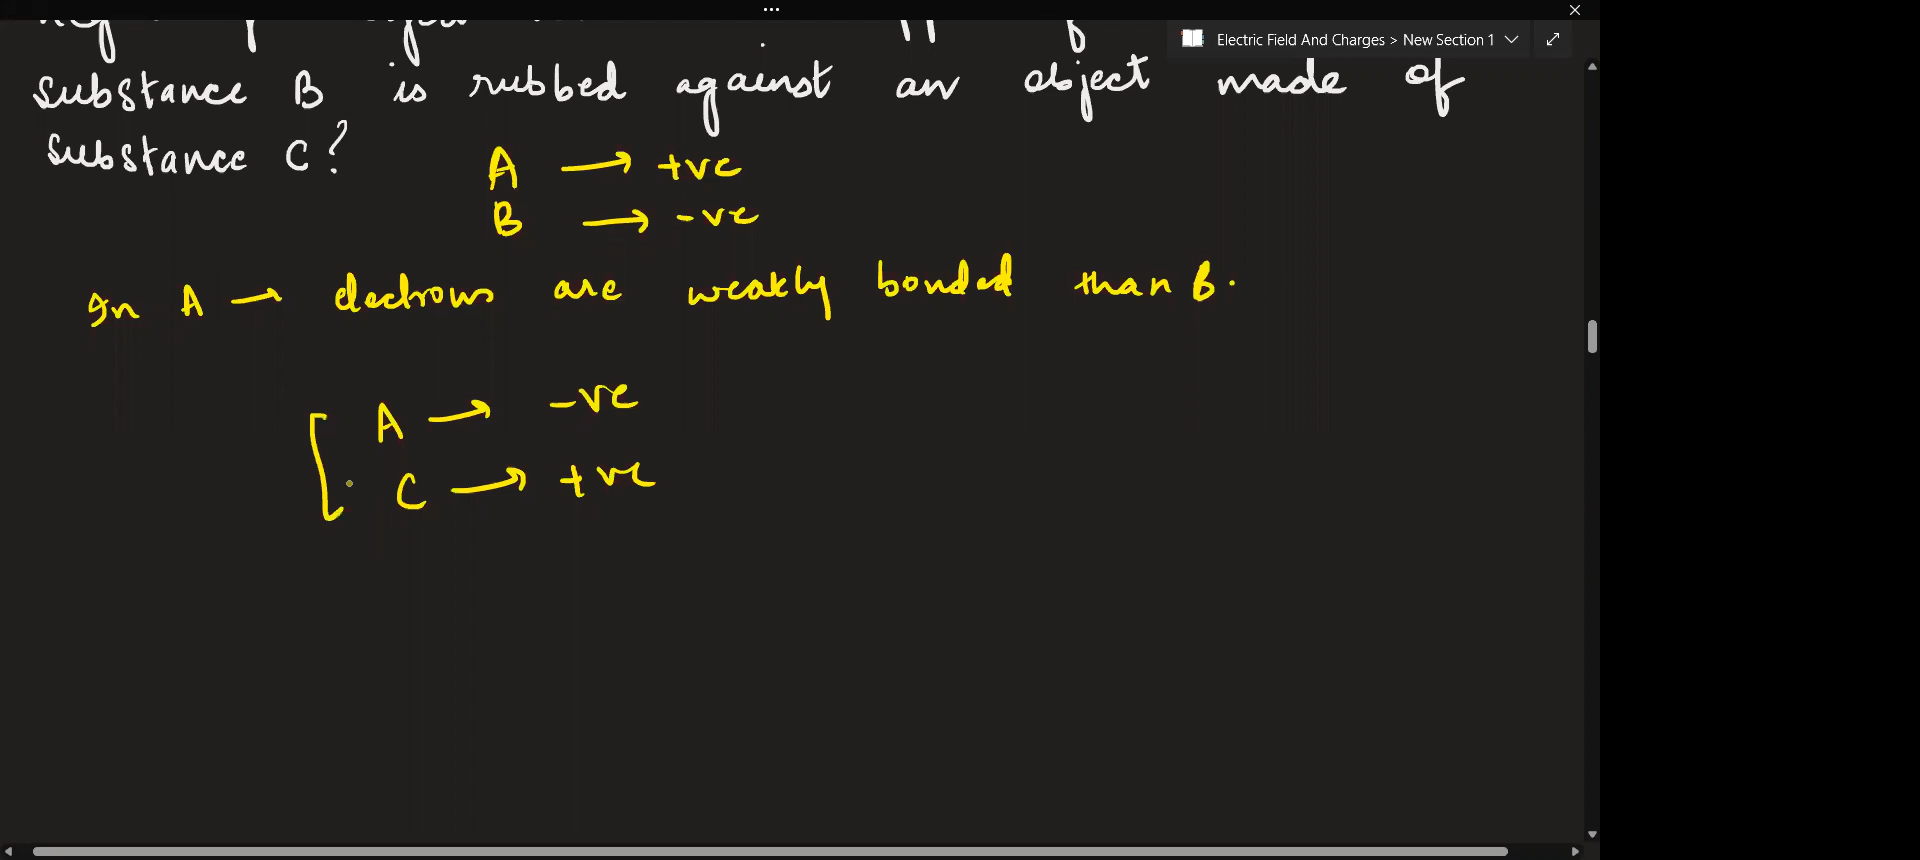 Electric Field And Charges > New Section 1
substance B is rubbed against an object made of
substance C?
A → +ve
B → -ve
In A → electrons are weakly bonded than B.
A → -ve
C → +ve